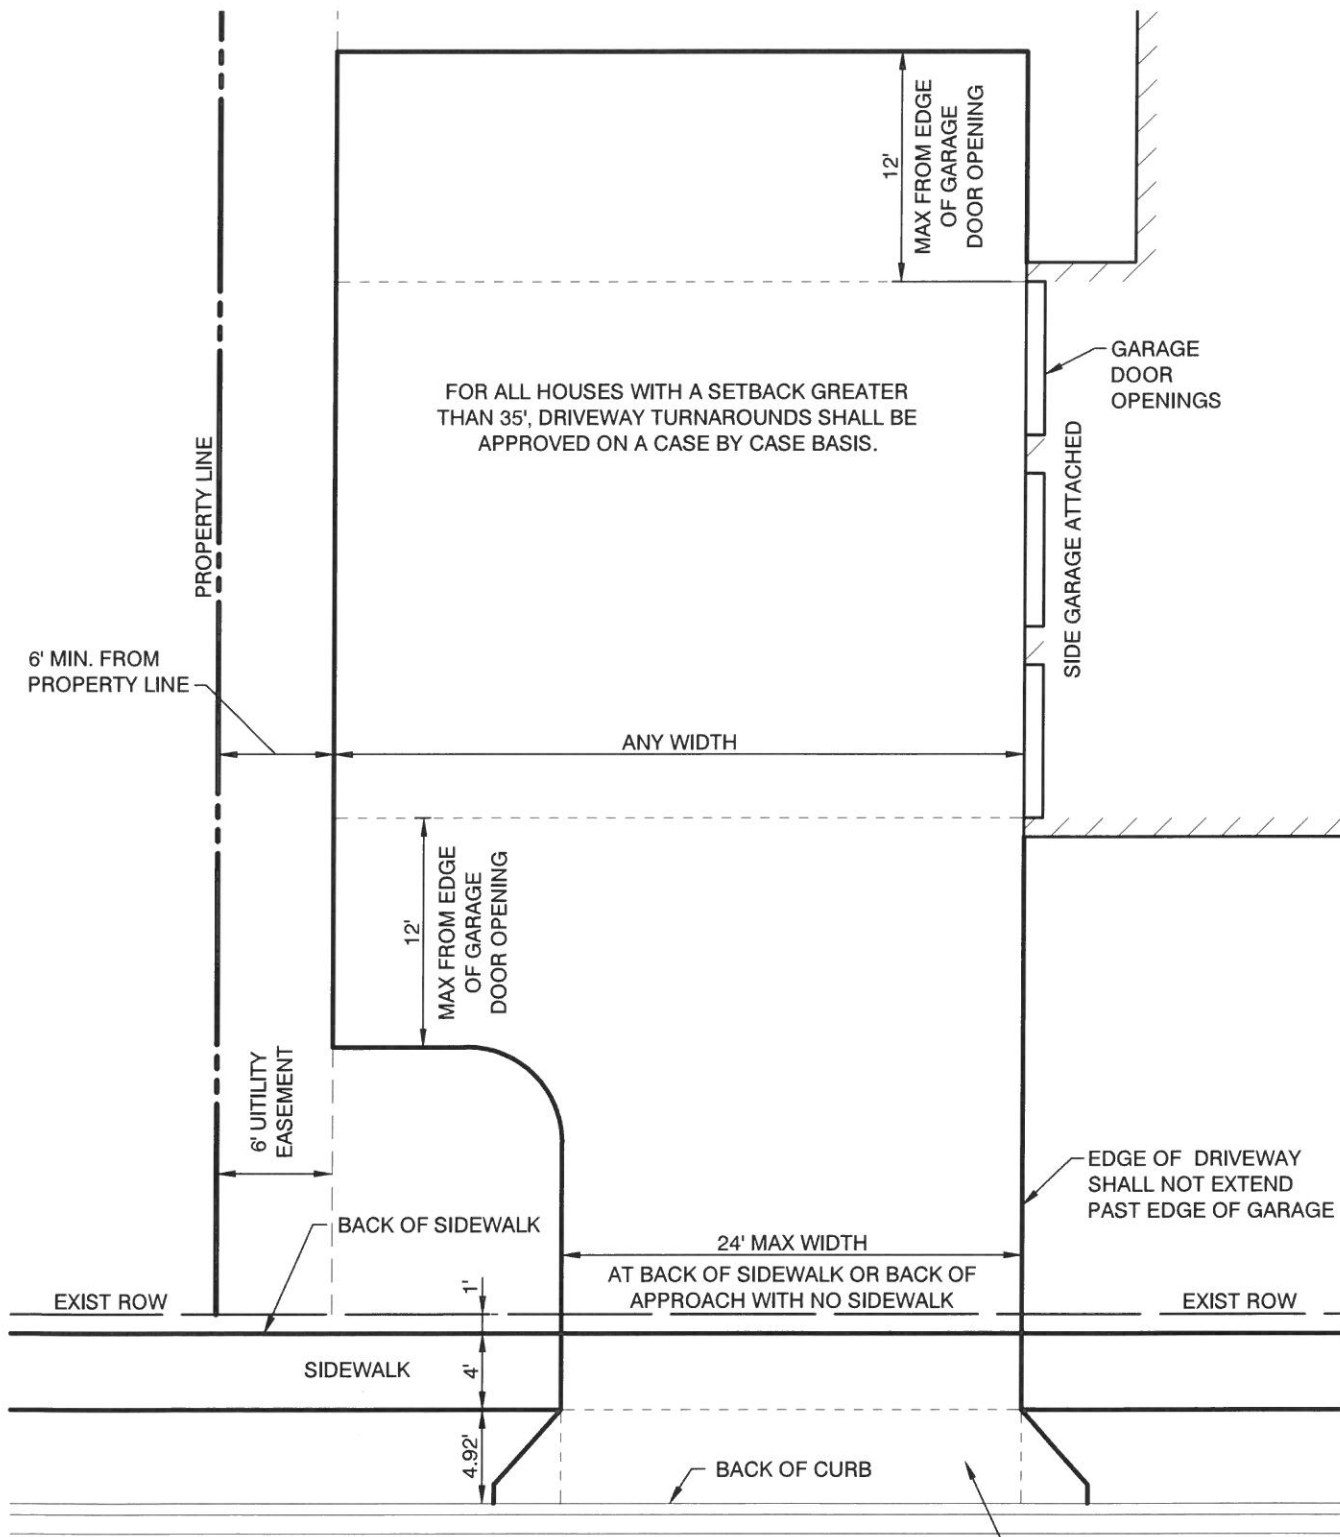 12'
MAX FROM EDGE
OF GARAGE
DOOR OPENING
GARAGE
DOOR
OPENINGS
FOR ALL HOUSES WITH A SETBACK GREATER
THAN 35', DRIVEWAY TURNAROUNDS SHALL BE
APPROVED ON A CASE BY CASE BASIS.
PROPERTY LINE
SIDE GARAGE ATTACHED
6' MIN. FROM
PROPERTY LINE
ANY WIDTH
12'
MAX FROM EDGE
OF GARAGE
DOOR OPENING
6' UITILITY
EASEMENT
EDGE OF DRIVEWAY
SHALL NOT EXTEND
PAST EDGE OF GARAGE
BACK OF SIDEWALK
24' MAX WIDTH
AT BACK OF SIDEWALK OR BACK OF
APPROACH WITH NO SIDEWALK
EXIST ROW
1'
EXIST ROW
SIDEWALK
4'
4.92'
BACK OF CURB